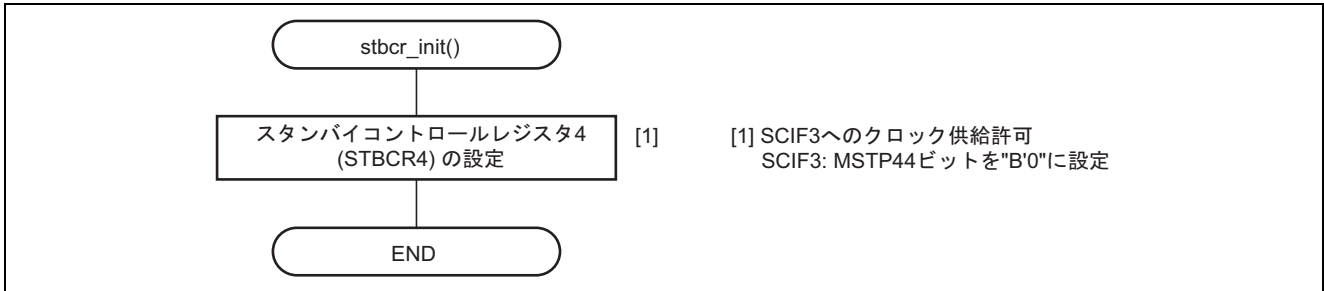 stbcr_init()
スタンバイコントロールレジスタ4
(STBCR4) の設定
[1]
[1] SCIF3へのクロック供給許可
SCIF3: MSTP44ビットを"B'0"に設定
END